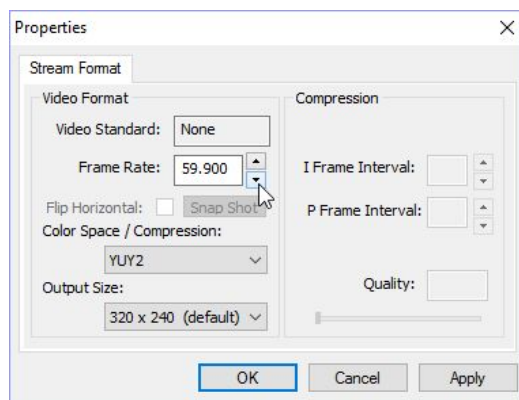 Properties
Stream Format
Video Format
Video Standard: None
Frame Rate: 59.900
Flip Horizontal: Snap Shot
Color Space / Compression:
YUY2
Output Size:
320 x 240 (default)
Compression
I Frame Interval:
P Frame Interval:
Quality:
OK Cancel Apply